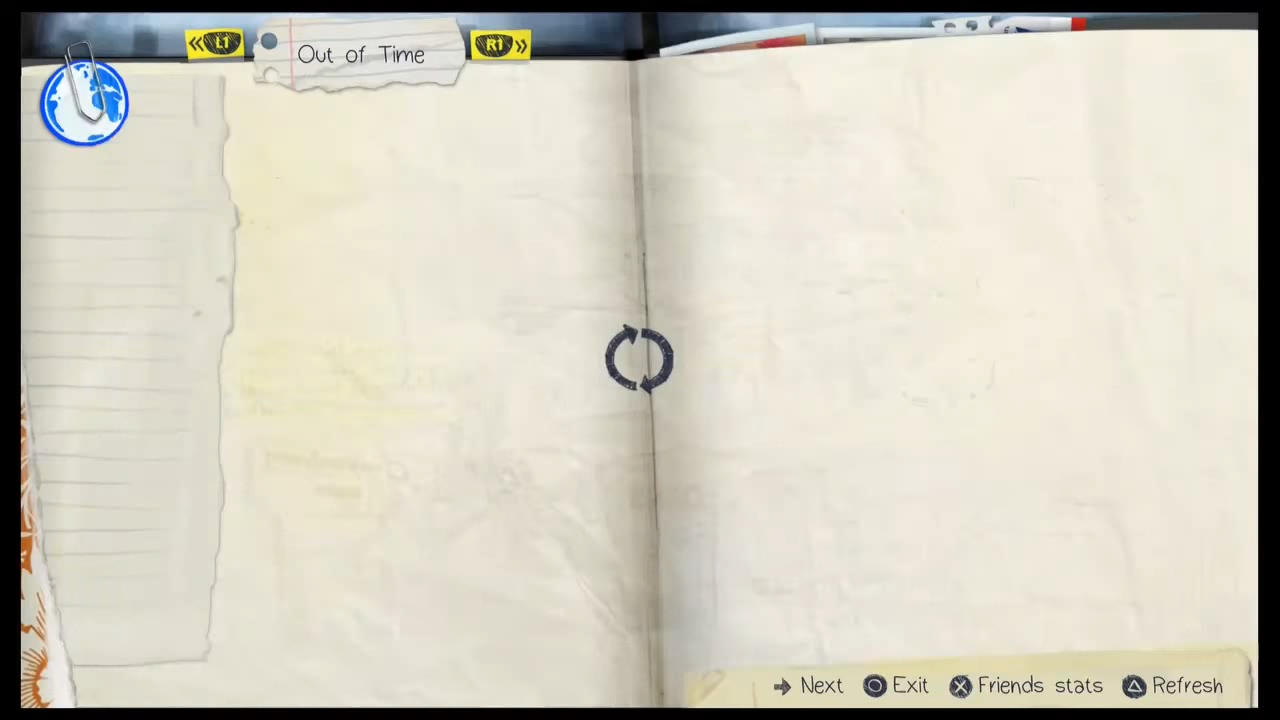 L1
Out of Time
R1
Next
Exit
Friends stats
Refresh